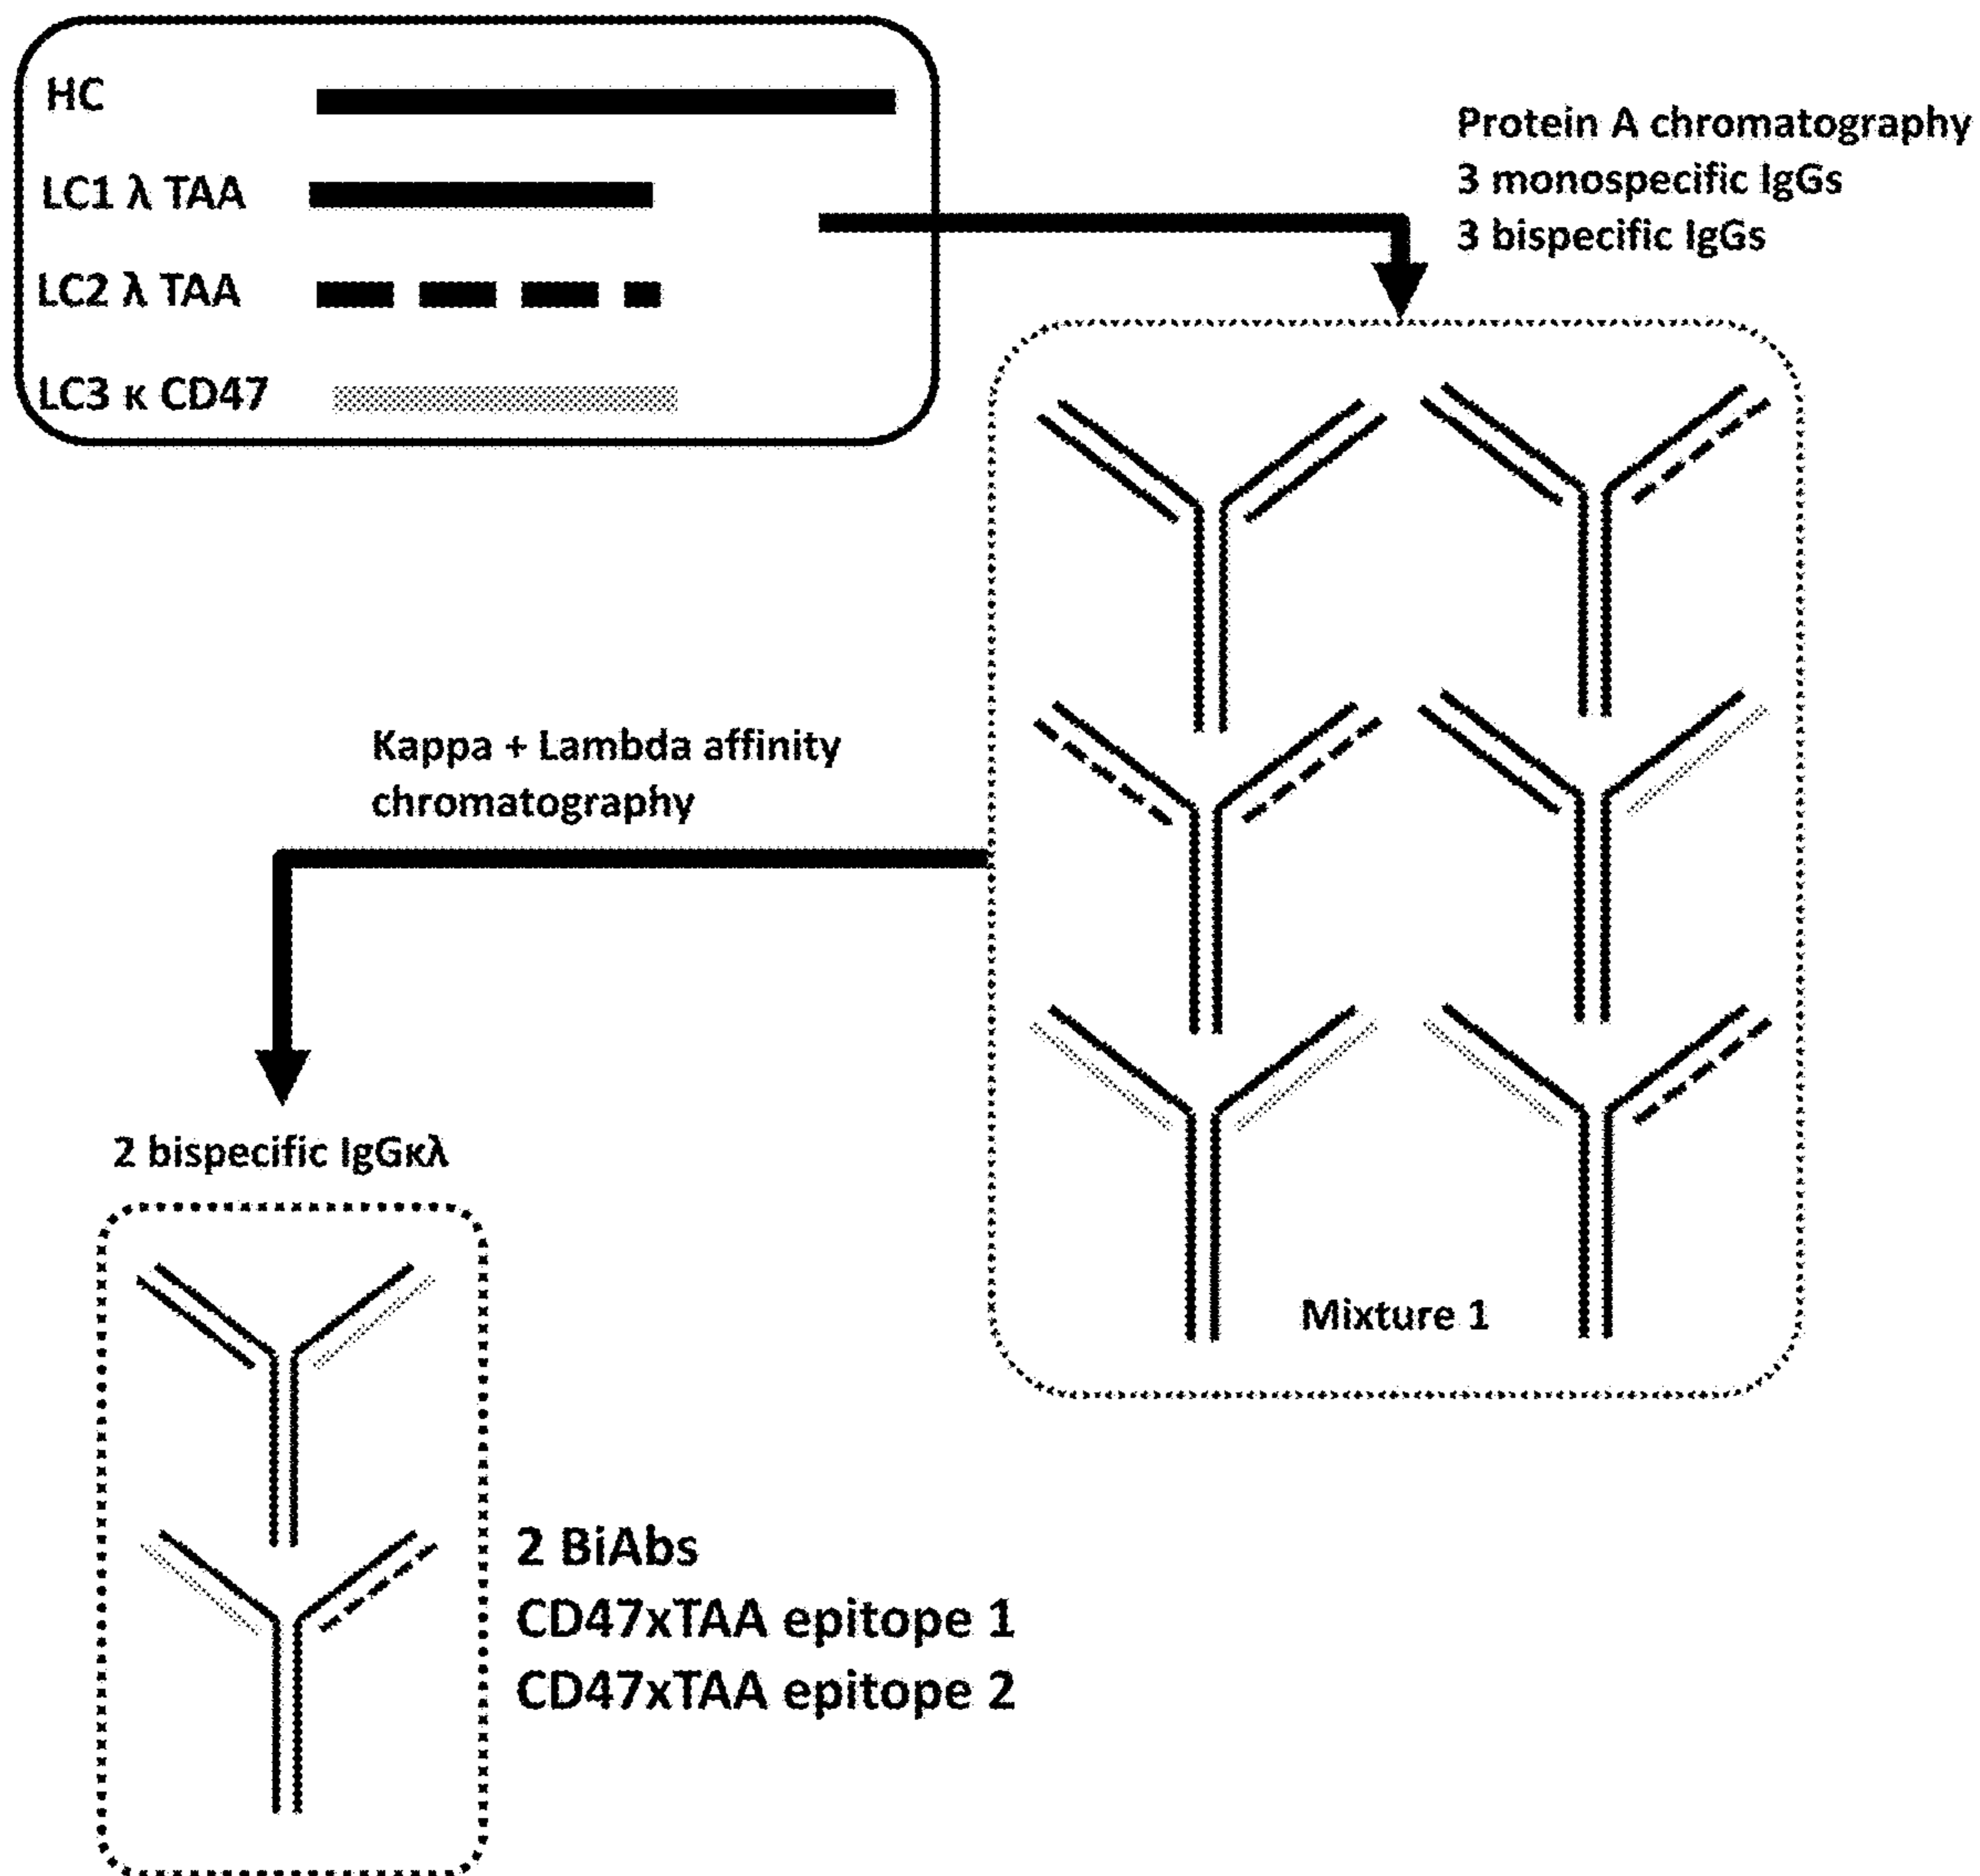 HC
LC1 λ TAA
LC2 λ TAA
LC3 κ CD47
Protein A chromatography
3 monospecific IgGs
3 bispecific IgGs
Kappa + Lambda affinity
chromatography
Mixture 1
2 bispecific IgGκλ
2 BiAbs
CD47xTAA epitope 1
CD47xTAA epitope 2